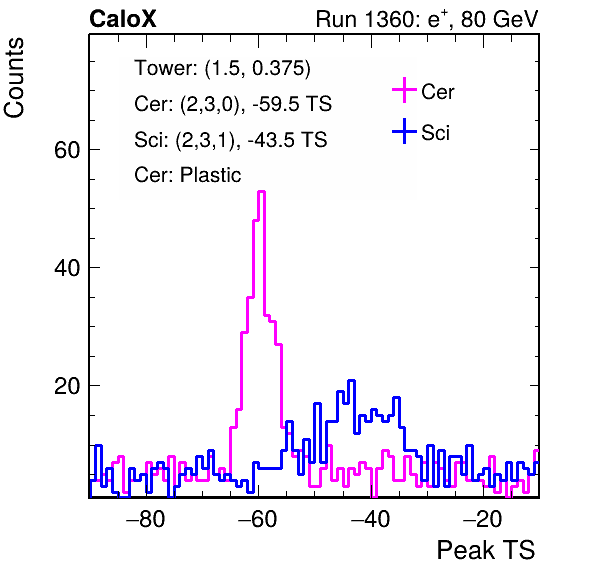 CaloX Run 1360: e⁺, 80 GeV
Counts
Tower: (1.5, 0.375)
Cer: (2,3,0), -59.5 TS
Sci: (2,3,1), -43.5 TS
Cer: Plastic
Cer
Sci
60
40
20
−80 −60 −40 −20
Peak TS